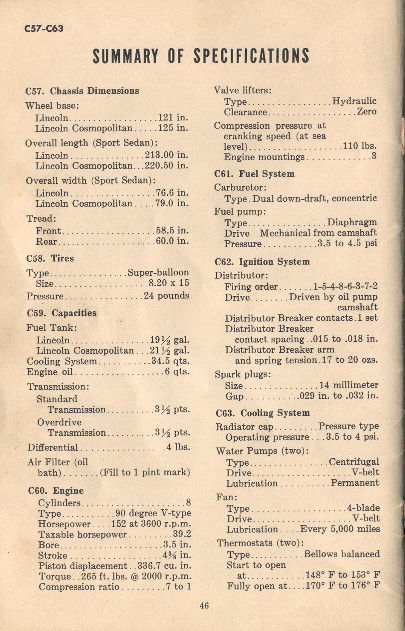 C57-C63
SUMMARY OF SPECIFICATIONS
C57. Chassis Dimensions
Wheel base:
Lincoln..................121 in.
Lincoln Cosmopolitan.....125 in.
Overall length (Sport Sedan):
Lincoln................213.00 in.
Lincoln Cosmopolitan...220.50 in.
Overall width (Sport Sedan):
Lincoln.................76.6 in.
Lincoln Cosmopolitan....79.0 in.
Tread:
Front...................58.5 in.
Rear....................60.0 in.
C58. Tires
Type................Super-balloon
Size..................8.20 x 15
Pressure...............24 pounds
C59. Capacities
Fuel Tank:
Lincoln................19½ gal.
Lincoln Cosmopolitan...21½ gal.
Cooling System..........34.5 qts.
Engine oil.................6 qts.
Transmission:
Standard
Transmission..........3½ pts.
Overdrive
Transmission..........3½ pts.
Differential...............4 lbs.
Air Filter (oil
bath)......(Fill to 1 pint mark)
C60. Engine
Cylinders....................8
Type..........90 degree V-type
Horsepower....152 at 3600 r.p.m.
Taxable horsepower........39.2
Bore....................3.5 in.
Stroke..................4⅜ in.
Piston displacement..336.7 cu. in.
Torque..265 ft. lbs. @ 2000 r.p.m.
Compression ratio........7 to 1
Valve lifters:
Type................Hydraulic
Clearance................Zero
Compression pressure at
cranking speed (at sea
level)..................110 lbs.
Engine mountings...........3
C61. Fuel System
Carburetor:
Type.Dual down-draft, concentric
Fuel pump:
Type...............Diaphragm
Drive..Mechanical from camshaft
Pressure..........3.5 to 4.5 psi
C62. Ignition System
Distributor:
Firing order......1-5-4-8-6-3-7-2
Drive.......Driven by oil pump
camshaft
Distributor Breaker contacts.1 set
Distributor Breaker
contact spacing..015 to .018 in.
Distributor Breaker arm
and spring tension.17 to 20 ozs.
Spark plugs:
Size..............14 millimeter
Gap.........029 in. to .032 in.
C63. Cooling System
Radiator cap........Pressure type
Operating pressure...3.5 to 4 psi.
Water Pumps (two):
Type...............Centrifugal
Drive..................V-belt
Lubrication.........Permanent
Fan:
Type..................4-blade
Drive..................V-belt
Lubrication....Every 5,000 miles
Thermostats (two):
Type..........Bellows balanced
Start to open
at..........148° F to 153° F
Fully open at....170° F to 176° F
46